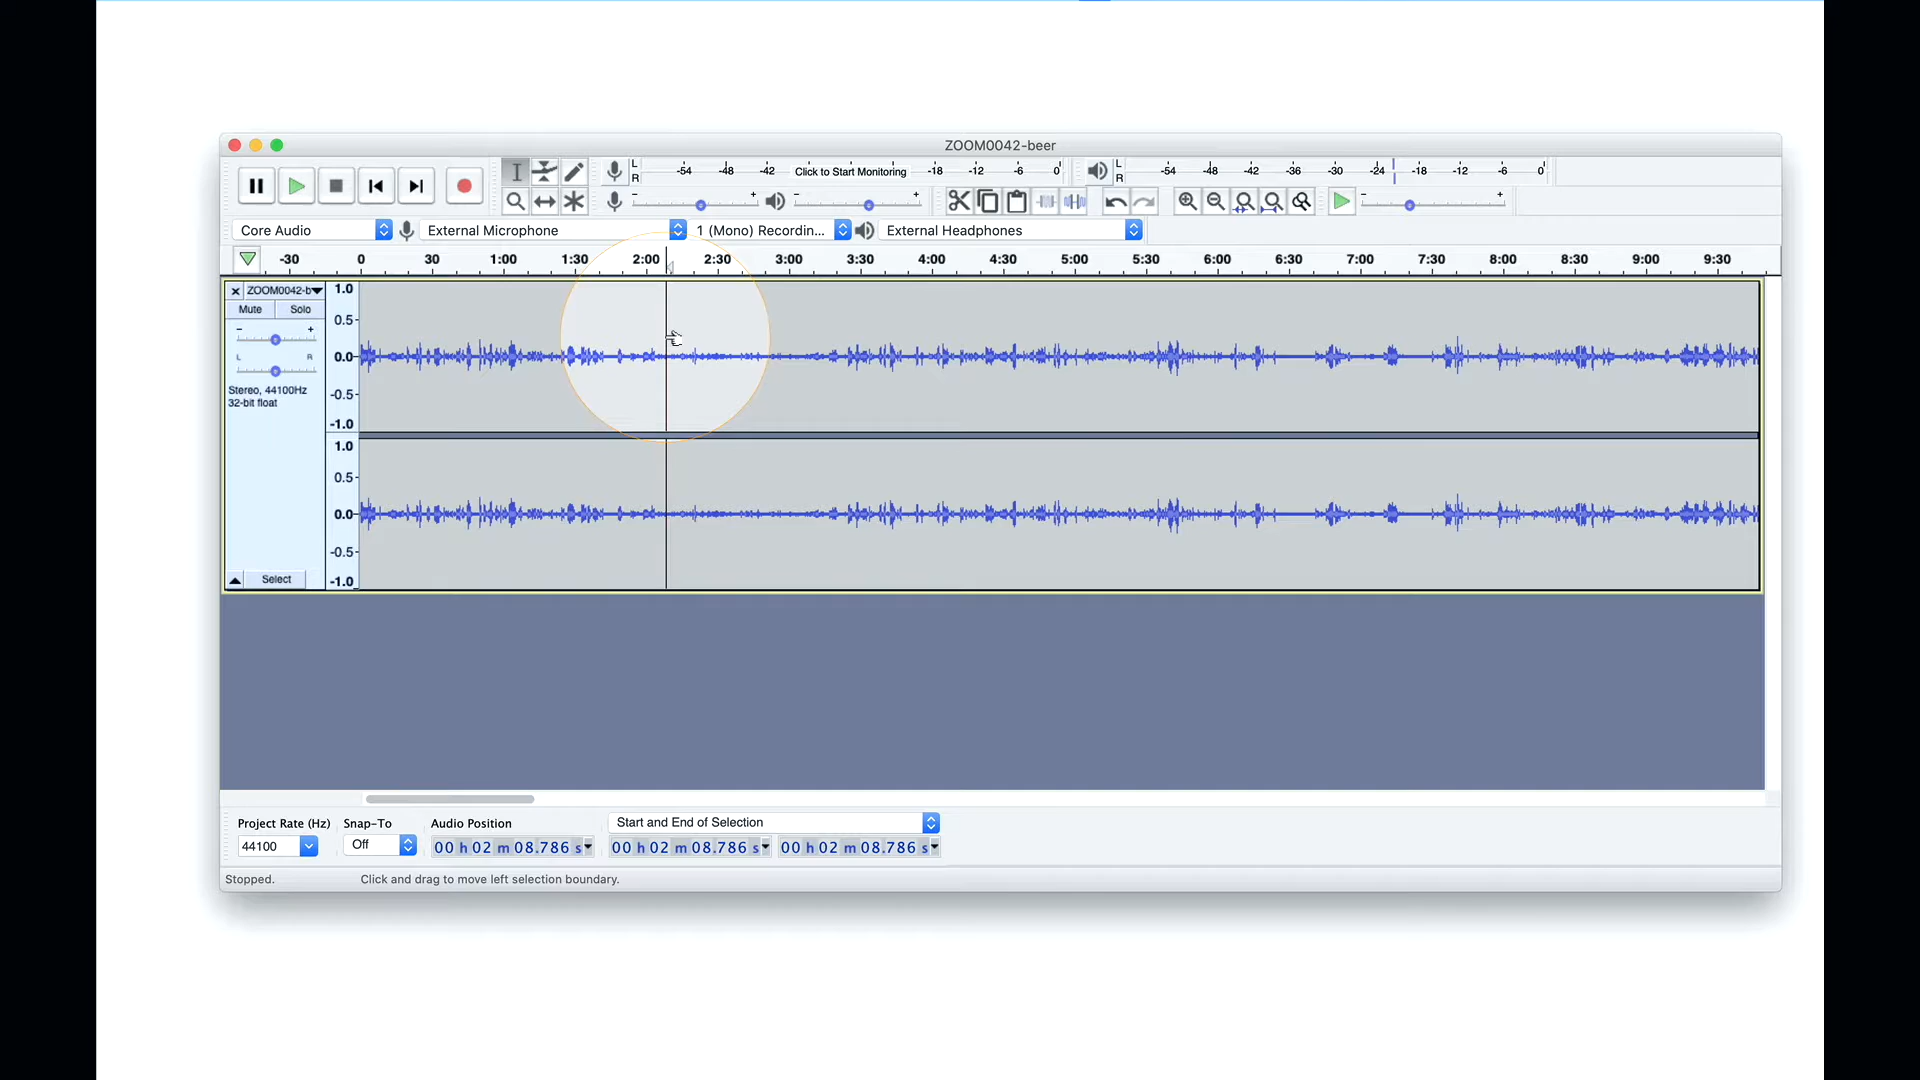 ZOOM0042-beer
L
R
-54 -48 -42 Click to Start Monitoring -18 -12 -6 0
L
R
-54 -48 -42 -36 -30 -24 -18 -12 -6 0
- +
- +
- +
Core Audio
External Microphone
1 (Mono) Recordin...
External Headphones
-30 0 30 1:00 1:30 2:00 2:30 3:00 3:30 4:00 4:30 5:00 5:30 6:00 6:30 7:00 7:30 8:00 8:30 9:00 9:30
ZOOM0042-b
Mute Solo
- +
L R
Stereo, 44100Hz
32-bit float
Select
1.0
0.5-
0.0-
-0.5-
-1.0
1.0
0.5-
0.0-
-0.5-
-1.0
Project Rate (Hz) Snap-To Audio Position Start and End of Selection
44100 Off 00 h 02 m 08.786 s 00 h 02 m 08.786 s 00 h 02 m 08.786 s
Stopped. Click and drag to move left selection boundary.